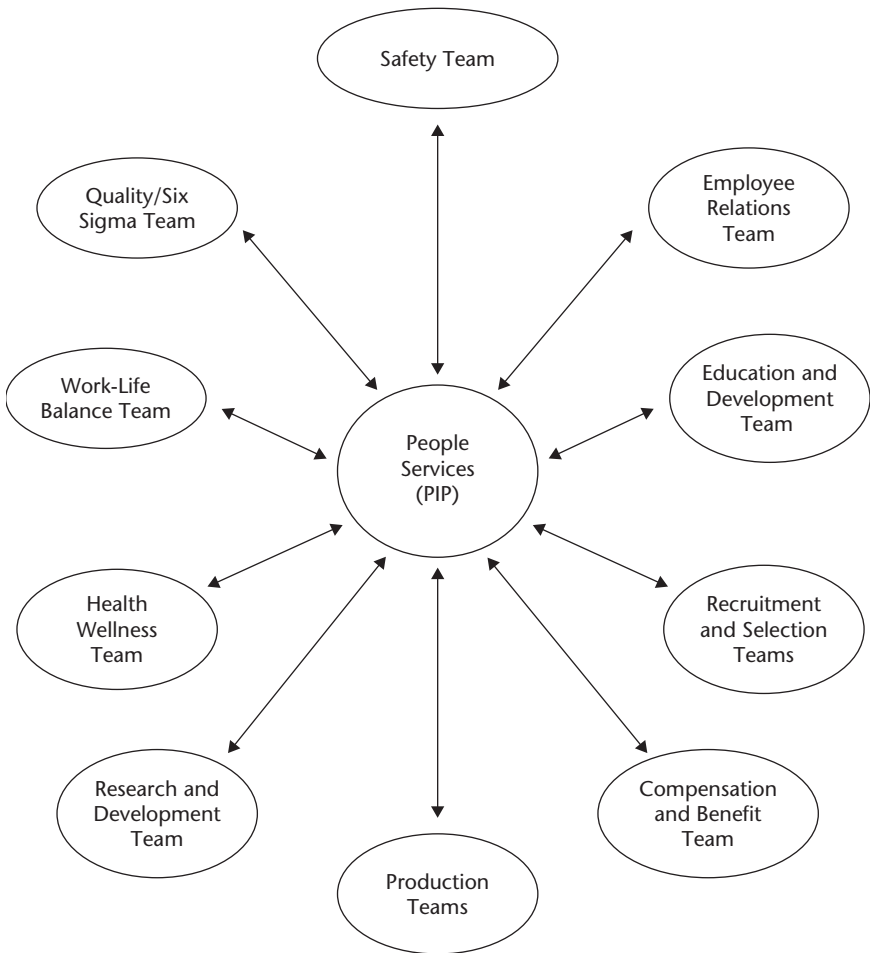 Safety Team
Quality/Six
Sigma Team
Employee
Relations
Team
Work-Life
Balance Team
Education and
Development
Team
People
Services
(PIP)
Health
Wellness
Team
Recruitment
and Selection
Teams
Research and
Development
Team
Compensation
and Benefit
Team
Production
Teams